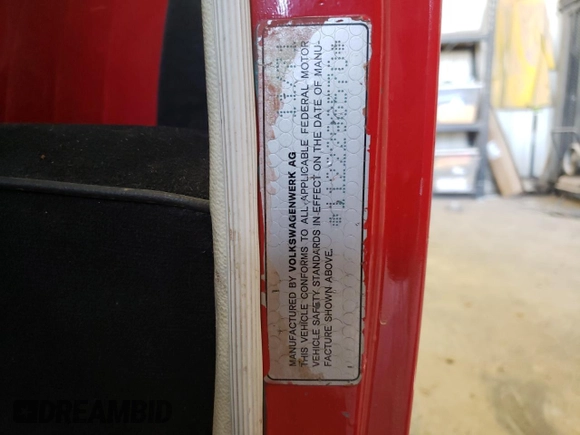 MANUFACTURED BY VOLKSWAGENWERK AG
THIS VEHICLE CONFORMS TO ALL APPLICABLE FEDERAL MOTOR
VEHICLE SAFETY STANDARDS IN EFFECT ON THE DATE OF MANU-
FACTURE SHOWN ABOVE.
DREAMBID